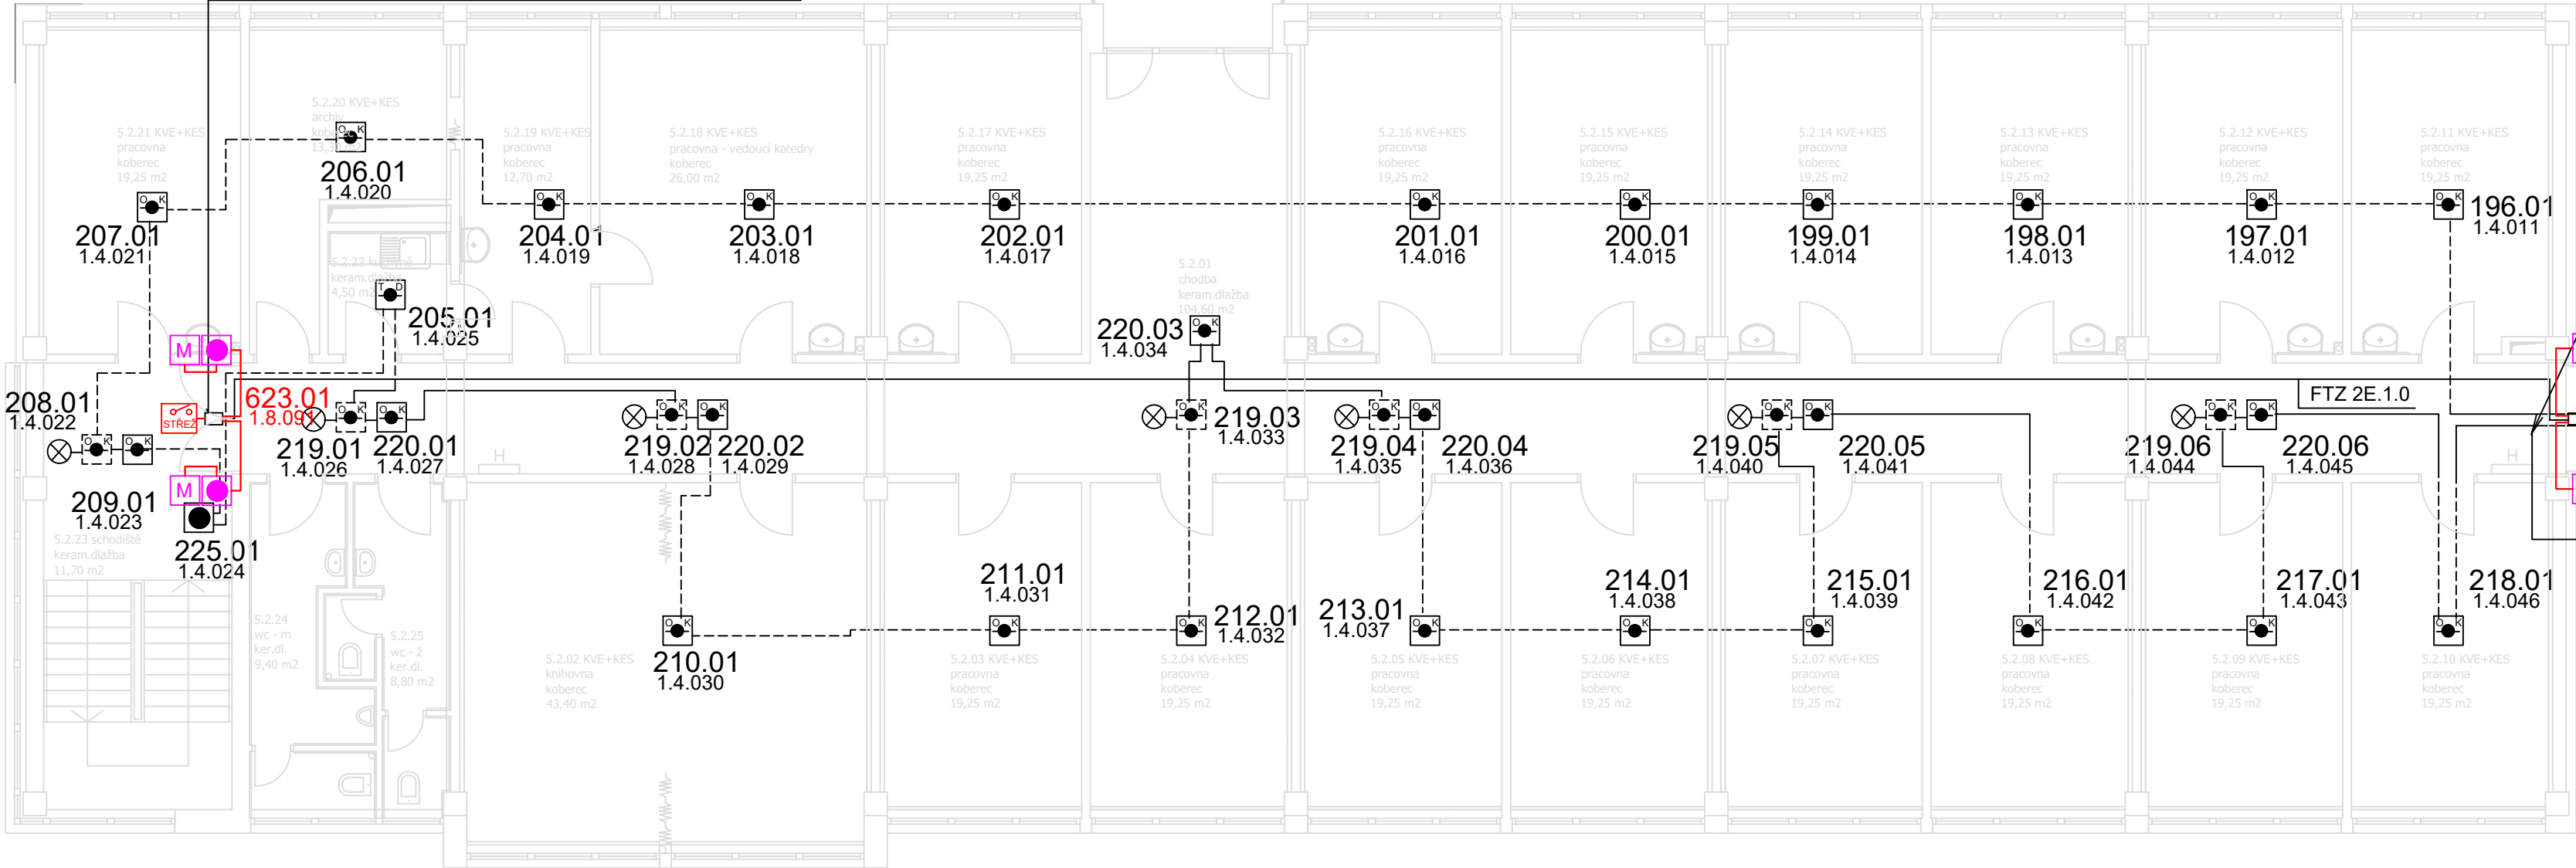 5.2.20 KVE+KES
archiv
koberec
13,30 m2
5.2.21 KVE+KES
pracovna
koberec
19,25 m2
5.2.19 KVE+KES
pracovna
koberec
12,70 m2
5.2.18 KVE+KES
pracovna - vedoucí katedry
koberec
26,00 m2
5.2.17 KVE+KES
pracovna
koberec
19,25 m2
5.2.16 KVE+KES
pracovna
koberec
19,25 m2
5.2.15 KVE+KES
pracovna
koberec
19,25 m2
5.2.14 KVE+KES
pracovna
koberec
19,25 m2
5.2.13 KVE+KES
pracovna
koberec
19,25 m2
5.2.12 KVE+KES
pracovna
koberec
19,25 m2
5.2.11 KVE+KES
pracovna
koberec
19,25 m2
O K
206.01
1.4.020
O K
207.01
1.4.021
O K
204.01
1.4.019
O K
203.01
1.4.018
O K
202.01
1.4.017
O K
201.01
1.4.016
O K
200.01
1.4.015
O K
199.01
1.4.014
O K
198.01
1.4.013
O K
197.01
1.4.012
O K
196.01
1.4.011
5.2.22 kuchyně
keram.dlažba
4,50 m2
T D
205.01
1.4.025
5.2.01
chodba
keram.dlažba
104,60 m2
O K
220.03
1.4.034
M
623.01
1.8.091
STŘEŽ
FTZ 2E.1.0
208.01
1.4.022
O K
O K
209.01
1.4.023
M
225.01
1.4.024
O K
219.01
1.4.026
O K
220.01
1.4.027
O K
219.02
1.4.028
O K
220.02
1.4.029
O K
219.03
1.4.033
O K
219.04
1.4.035
O K
220.04
1.4.036
O K
219.05
1.4.040
O K
220.05
1.4.041
O K
219.06
1.4.044
O K
220.06
1.4.045
H
H
5.2.23 schodiště
keram.dlažba
11,70 m2
5.2.24
wc - m
ker.dl.
9,40 m2
5.2.25
wc - ž
ker.dl.
8,80 m2
O K
210.01
1.4.030
211.01
1.4.031
O K
O K
212.01
1.4.032
213.01
1.4.037
O K
214.01
1.4.038
O K
215.01
1.4.039
O K
216.01
1.4.042
O K
217.01
1.4.043
O K
218.01
1.4.046
O K
5.2.02 KVE+KES
knihovna
koberec
43,40 m2
5.2.03 KVE+KES
pracovna
koberec
19,25 m2
5.2.04 KVE+KES
pracovna
koberec
19,25 m2
5.2.05 KVE+KES
pracovna
koberec
19,25 m2
5.2.06 KVE+KES
pracovna
koberec
19,25 m2
5.2.07 KVE+KES
pracovna
koberec
19,25 m2
5.2.08 KVE+KES
pracovna
koberec
19,25 m2
5.2.09 KVE+KES
pracovna
koberec
19,25 m2
5.2.10 KVE+KES
pracovna
koberec
19,25 m2